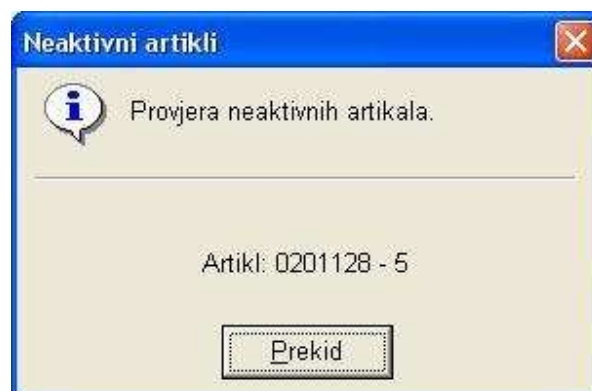 Neaktivni artikli
Provjera neaktivnih artikala.
Artikl: 0201128 - 5
Prekid